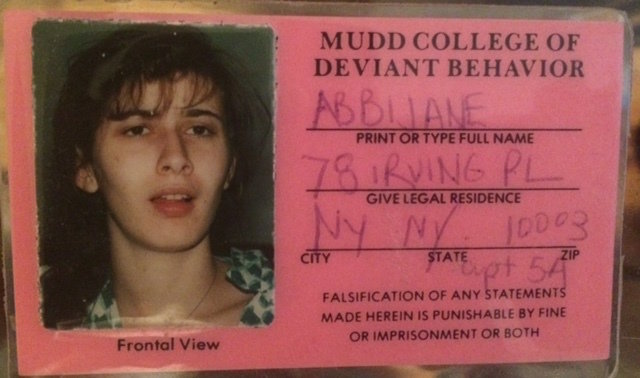 MUDD COLLEGE OF
DEVIANT BEHAVIOR
ABBIJANE
PRINT OR TYPE FULL NAME
78 IRVING PL
GIVE LEGAL RESIDENCE
NY NY. 10003
CITY STATE ZIP
apt 5A
FALSIFICATION OF ANY STATEMENTS
MADE HEREIN IS PUNISHABLE BY FINE
OR IMPRISONMENT OR BOTH
Frontal View